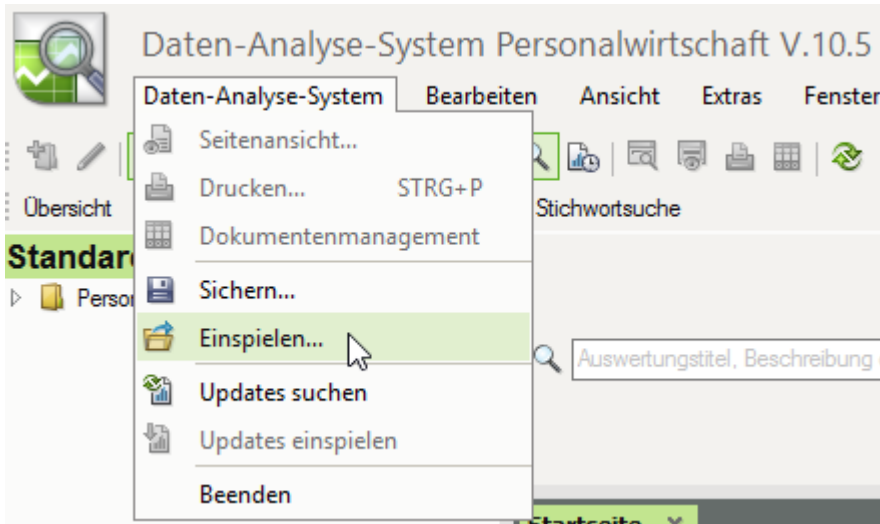 Daten-Analyse-System Personalwirtschaft V.10.5
Daten-Analyse-System Bearbeiten Ansicht Extras Fenster
Seitenansicht...
Drucken... STRG+P
Übersicht Stichwortsuche
Dokumentenmanagement
Sichern...
Einspielen...
Auswertungstitel, Beschreibung
Updates suchen
Updates einspielen
Beenden
Startseite